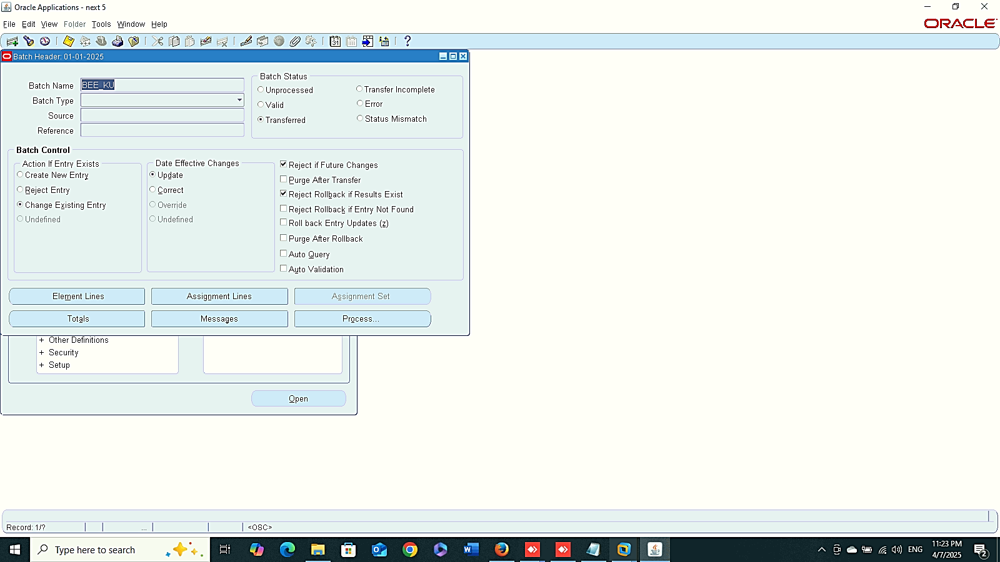 Oracle Applications - next 5
File Edit View Folder Tools Window Help
ORACLE
31
?
Batch Header: 01-01-2025
Batch Name BEE_KU
Batch Type
Source
Reference
Batch Status
Unprocessed
Transfer Incomplete
Valid
Error
Transferred
Status Mismatch
Batch Control
Action If Entry Exists
Create New Entry
Reject Entry
Change Existing Entry
Undefined
Date Effective Changes
Update
Correct
Override
Undefined
Reject if Future Changes
Purge After Transfer
Reject Rollback if Results Exist
Reject Rollback if Entry Not Found
Roll back Entry Updates (z)
Purge After Rollback
Auto Query
Auto Validation
Element Lines
Assignment Lines
Assignment Set
Totals
Messages
Process...
+ Other Definitions
+ Security
+ Setup
Open
Record: 1/?
...
<OSC>
Type here to search
ENG
11:23 PM
4/7/2025
2